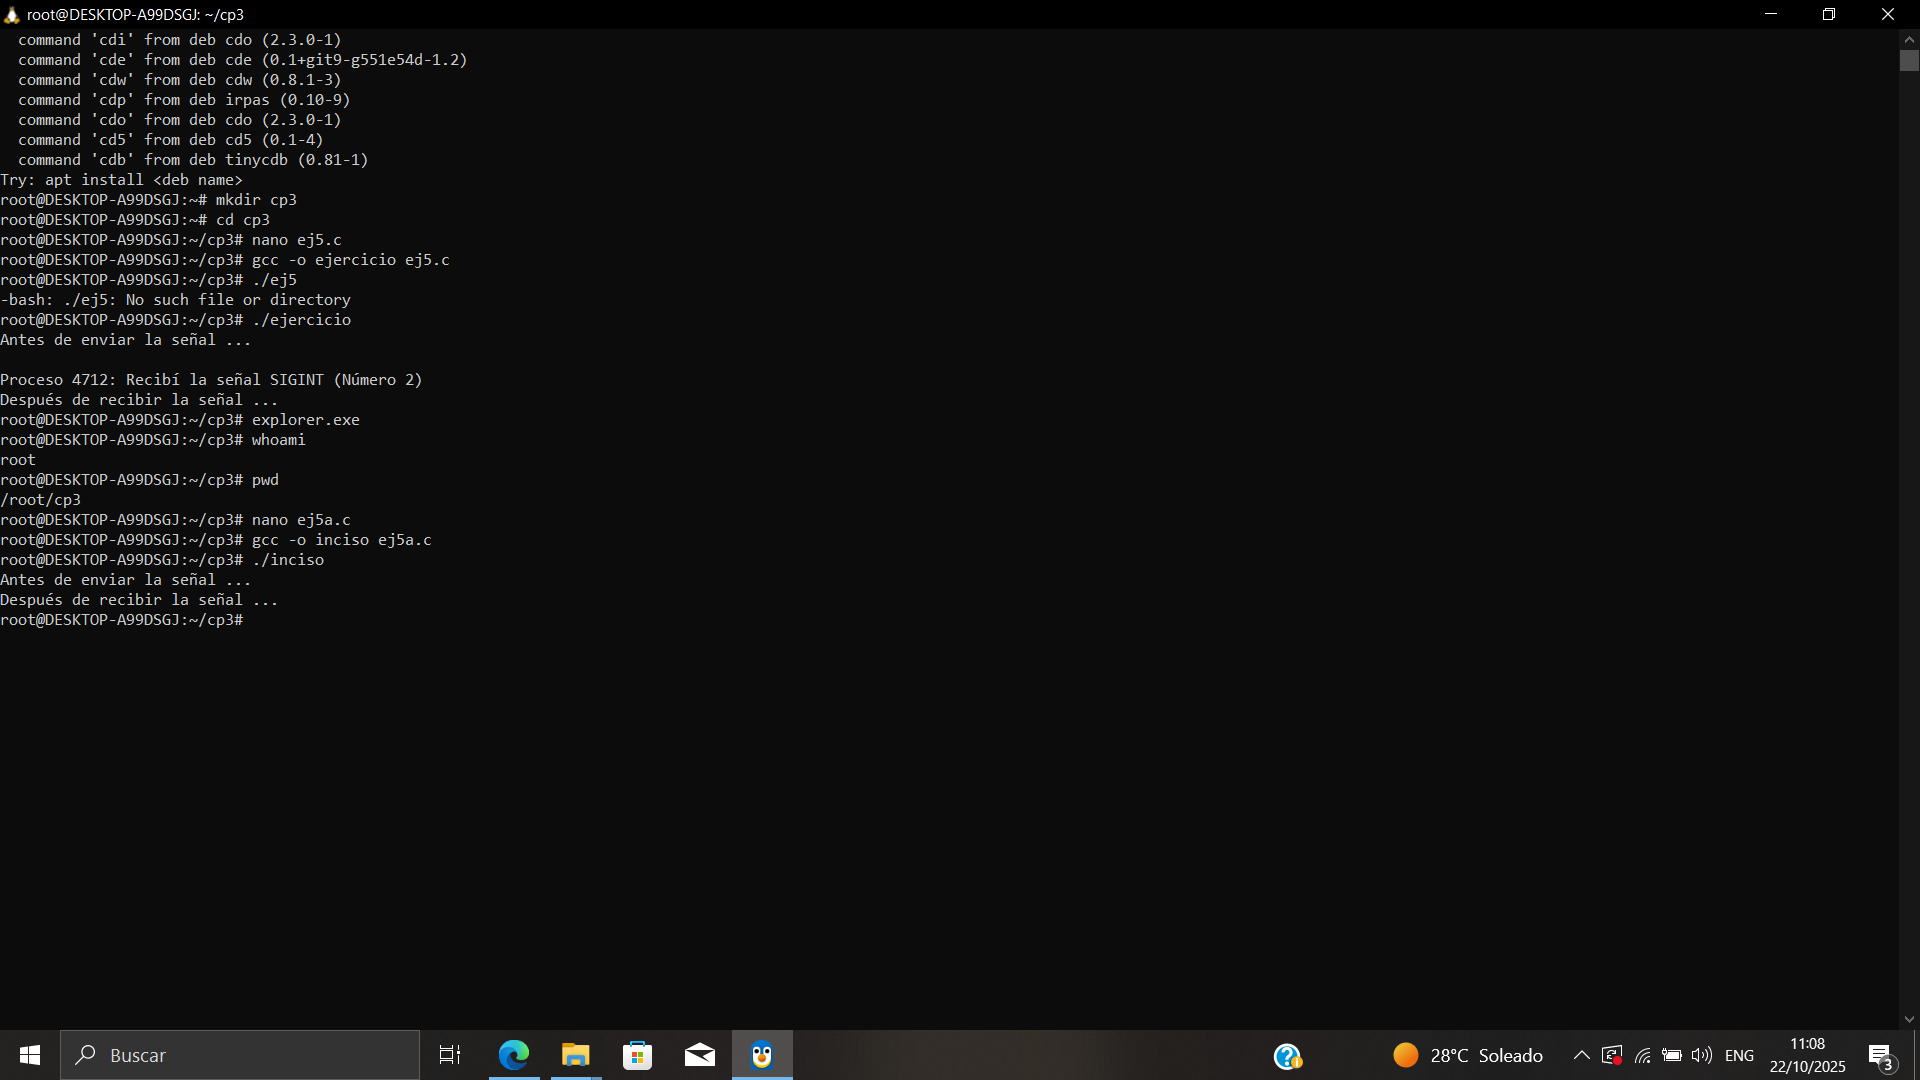 root@DESKTOP-A99DSGJ: ~/cp3
command 'cdi' from deb cdo (2.3.0-1)
command 'cde' from deb cde (0.1+git9-g551e54d-1.2)
command 'cdw' from deb cdw (0.8.1-3)
command 'cdp' from deb irpas (0.10-9)
command 'cdo' from deb cdo (2.3.0-1)
command 'cd5' from deb cd5 (0.1-4)
command 'cdb' from deb tinycdb (0.81-1)
Try: apt install <deb name>
root@DESKTOP-A99DSGJ:~# mkdir cp3
root@DESKTOP-A99DSGJ:~# cd cp3
root@DESKTOP-A99DSGJ:~/cp3# nano ej5.c
root@DESKTOP-A99DSGJ:~/cp3# gcc -o ejercicio ej5.c
root@DESKTOP-A99DSGJ:~/cp3# ./ej5
-bash: ./ej5: No such file or directory
root@DESKTOP-A99DSGJ:~/cp3# ./ejercicio
Antes de enviar la señal ...
Proceso 4712: Recibí la señal SIGINT (Número 2)
Después de recibir la señal ...
root@DESKTOP-A99DSGJ:~/cp3# explorer.exe
root@DESKTOP-A99DSGJ:~/cp3# whoami
root
root@DESKTOP-A99DSGJ:~/cp3# pwd
/root/cp3
root@DESKTOP-A99DSGJ:~/cp3# nano ej5a.c
root@DESKTOP-A99DSGJ:~/cp3# gcc -o inciso ej5a.c
root@DESKTOP-A99DSGJ:~/cp3# ./inciso
Antes de enviar la señal ...
Después de recibir la señal ...
root@DESKTOP-A99DSGJ:~/cp3#
Buscar
28°C Soleado
ENG
11:08
22/10/2025
3